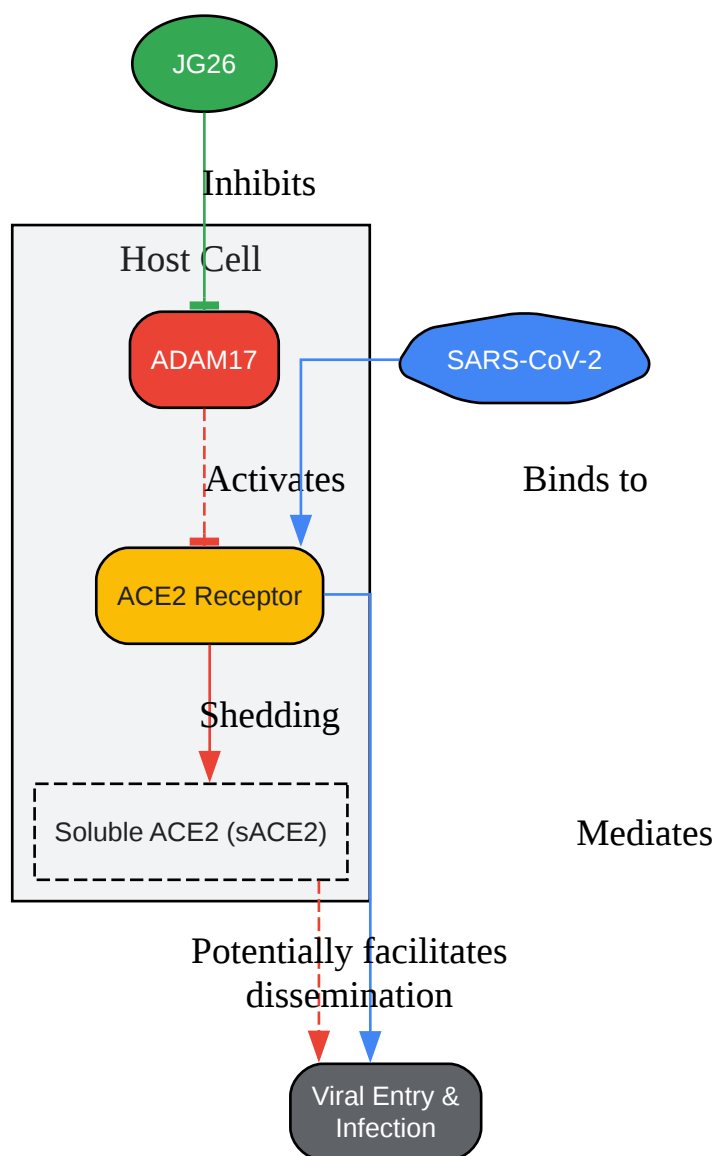 JG26
Inhibits
Host Cell
ADAM17
SARS-CoV-2
Activates
Binds to
ACE2 Receptor
Shedding
Soluble ACE2 (sACE2)
Mediates
Potentially facilitates
dissemination
Viral Entry &
Infection